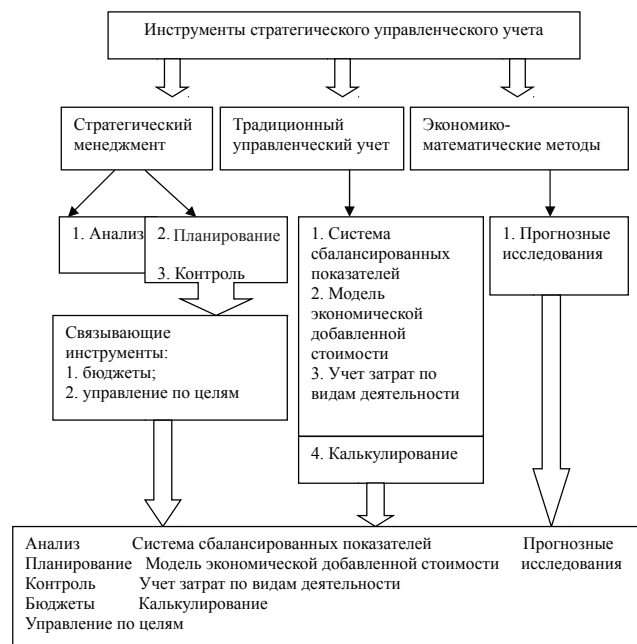 Инструменты стратегического управленческого учета
Стратегический
менеджмент
Традиционный
управленческий учет
Экономико-
математические методы
1. Анализ
2. Планирование
3. Контроль
1. Система
сбалансированных
показателей
2. Модель
экономической
добавленной
стоимости
3. Учет затрат по
видам деятельности
4. Калькулирование
1. Прогнозные
исследования
Связывающие
инструменты:
1. бюджеты;
2. управление по целям
Анализ Система сбалансированных показателей Прогнозные
Планирование Модель экономической добавленной стоимости исследования
Контроль Учет затрат по видам деятельности
Бюджеты Калькулирование
Управление по целям